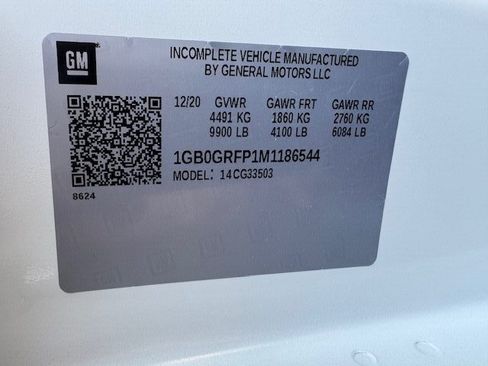 GM
INCOMPLETE VEHICLE MANUFACTURED
BY GENERAL MOTORS LLC
12/20 GVWR GAWR FRT GAWR RR
4491 KG 1860 KG 2760 KG
9900 LB 4100 LB 6084 LB
1GB0GRFP1M1186544
MODEL: 14CG33503
8624